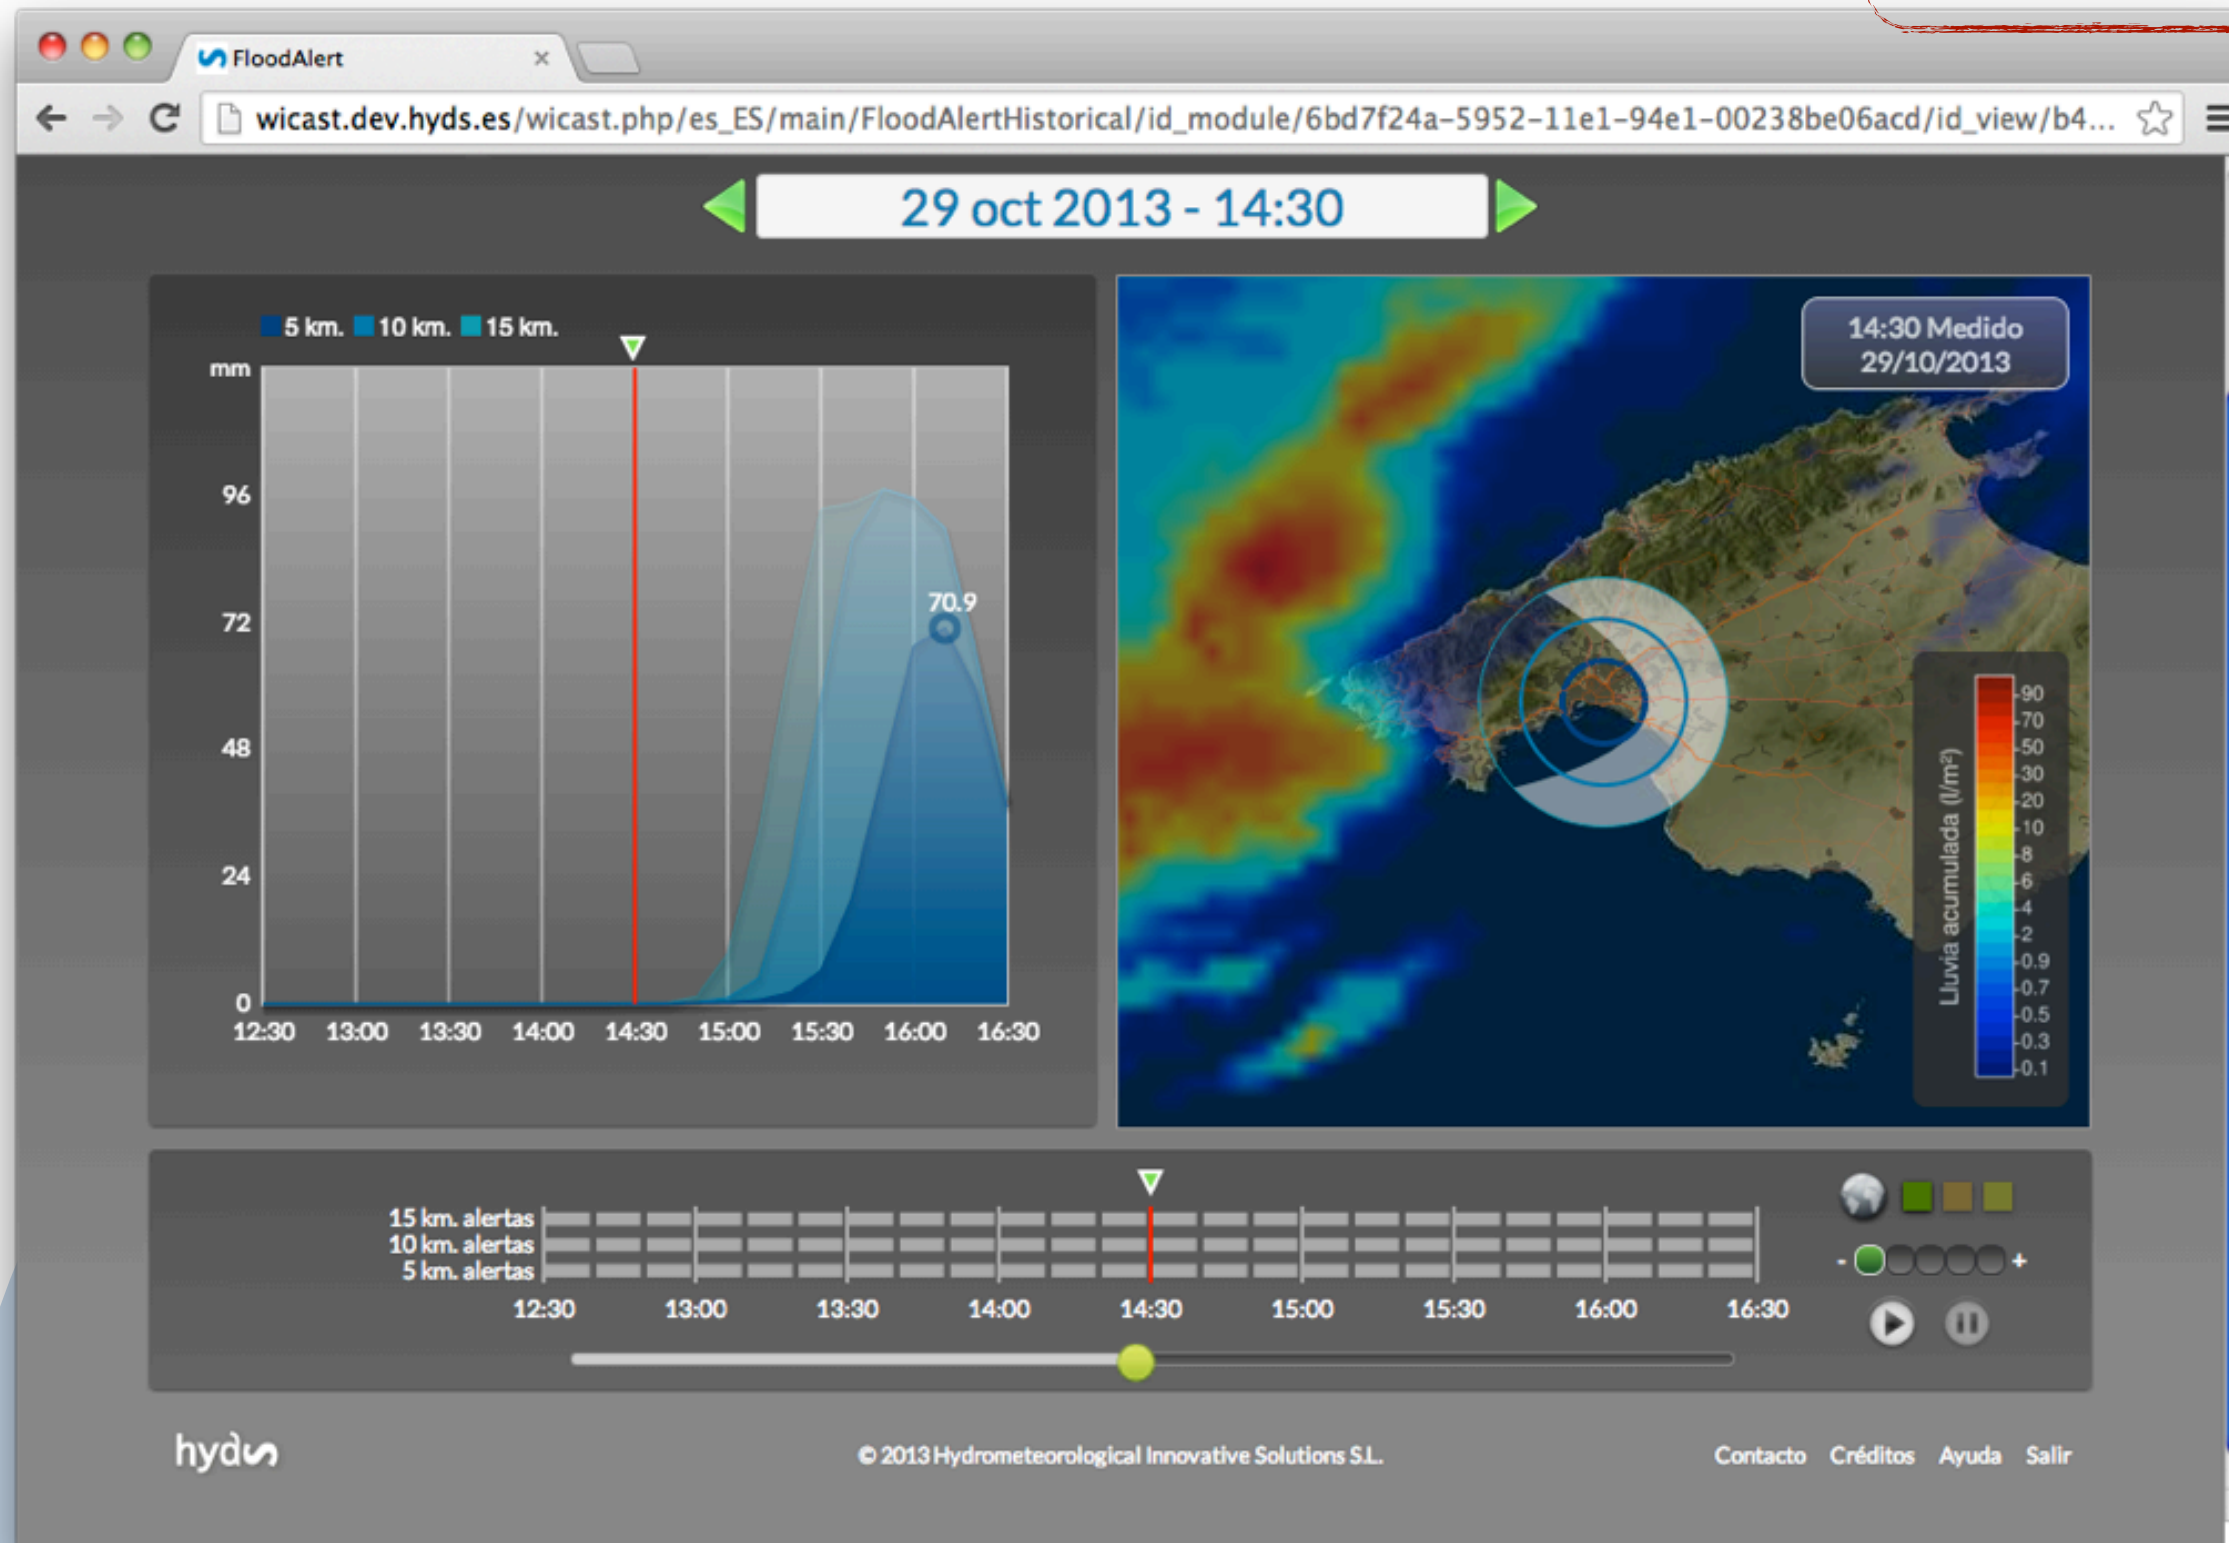 FloodAlert
wicast.dev.hyds.es/wicast.php/es_ES/main/FloodAlertHistorical/id_module/6bd7f24a-5952-11e1-94e1-00238be06acd/id_view/b4...
29 oct 2013 - 14:30
5 km. 10 km. 15 km.
mm
96
72
48
24
0
70.9
12:30 13:00 13:30 14:00 14:30 15:00 15:30 16:00 16:30
14:30 Medido
29/10/2013
Lluvia acumulada (l/m²)
90
70
50
30
20
10
8
6
4
2
0.9
0.7
0.5
0.3
0.1
15 km. alertas
10 km. alertas
5 km. alertas
12:30 13:00 13:30 14:00 14:30 15:00 15:30 16:00 16:30
- +
hyds
© 2013 Hydrometeorological Innovative Solutions S.L.
Contacto Créditos Ayuda Salir